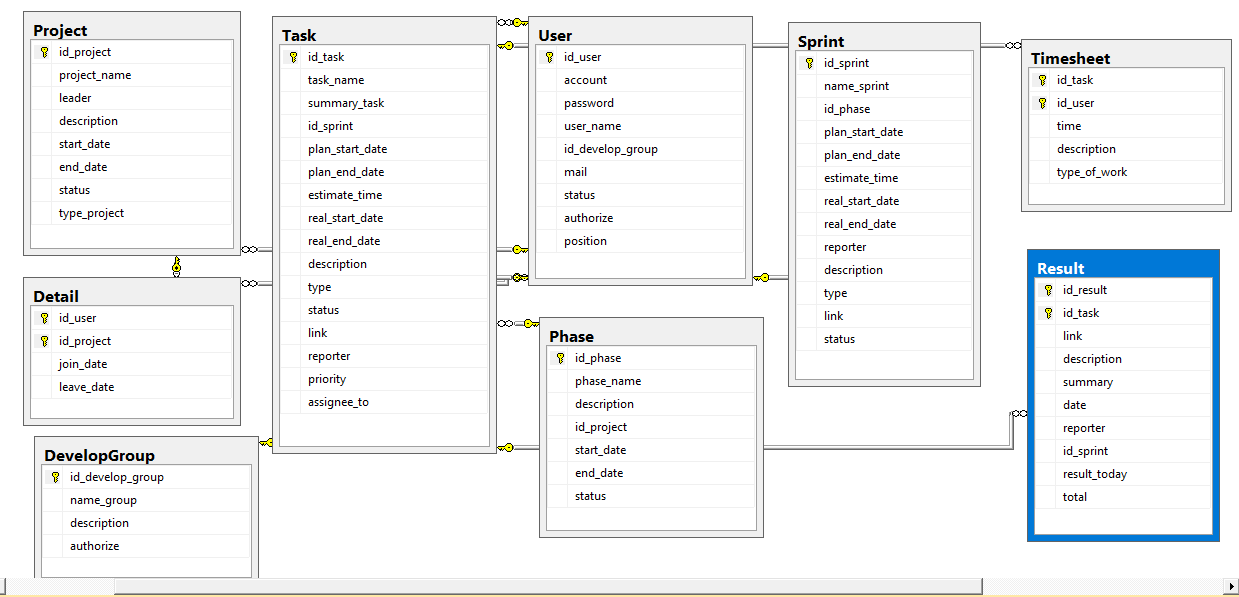 Project
id_project
project_name
leader
description
start_date
end_date
status
type_project
Detail
id_user
id_project
join_date
leave_date
DevelopGroup
id_develop_group
name_group
description
authorize
Task
id_task
task_name
summary_task
id_sprint
plan_start_date
plan_end_date
estimate_time
real_start_date
real_end_date
description
type
status
link
reporter
priority
assignee_to
User
id_user
account
password
user_name
id_develop_group
mail
status
authorize
position
Phase
id_phase
phase_name
description
id_project
start_date
end_date
status
Sprint
id_sprint
name_sprint
id_phase
plan_start_date
plan_end_date
estimate_time
real_start_date
real_end_date
reporter
description
type
link
status
Timesheet
id_task
id_user
time
description
type_of_work
Result
id_result
id_task
link
description
summary
date
reporter
id_sprint
result_today
total